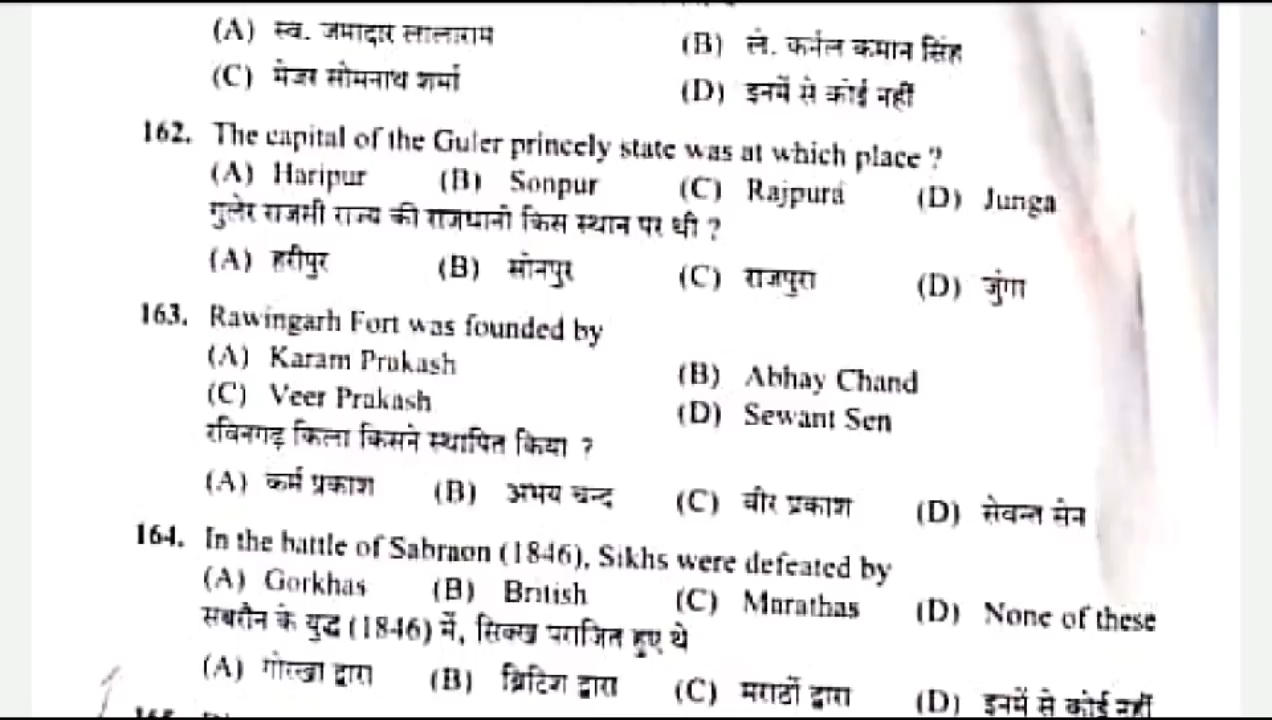 (A) स्व. जमादार लालाराम (B) ले. कर्नल कमान सिंह
(C) मेजर सोमनाथ शर्मा (D) इनमें से कोई नहीं
162. The capital of the Guler princely state was at which place ?
(A) Haripur (B) Sonpur (C) Rajpura (D) Junga
गुलेर राजसी राज्य की राजधानी किस स्थान पर थी ?
(A) हरीपुर (B) सोनपुर (C) राजपुरा (D) जुंगा
163. Rawingarh Fort was founded by
(A) Karam Prakash (B) Abhay Chand
(C) Veer Prakash (D) Sewant Sen
रविनगढ़ किला किसने स्थापित किया ?
(A) कर्म प्रकाश (B) अभय चन्द (C) वीर प्रकाश (D) सेवन्त सेन
164. In the battle of Sabraon (1846), Sikhs were defeated by
(A) Gorkhas (B) British (C) Marathas (D) None of these
सबरौन के युद्ध (1846) में, सिक्ख पराजित हुए थे
(A) गोरखा द्वारा (B) ब्रिटिश द्वारा (C) मराठों द्वारा (D) इनमें से कोई नहीं